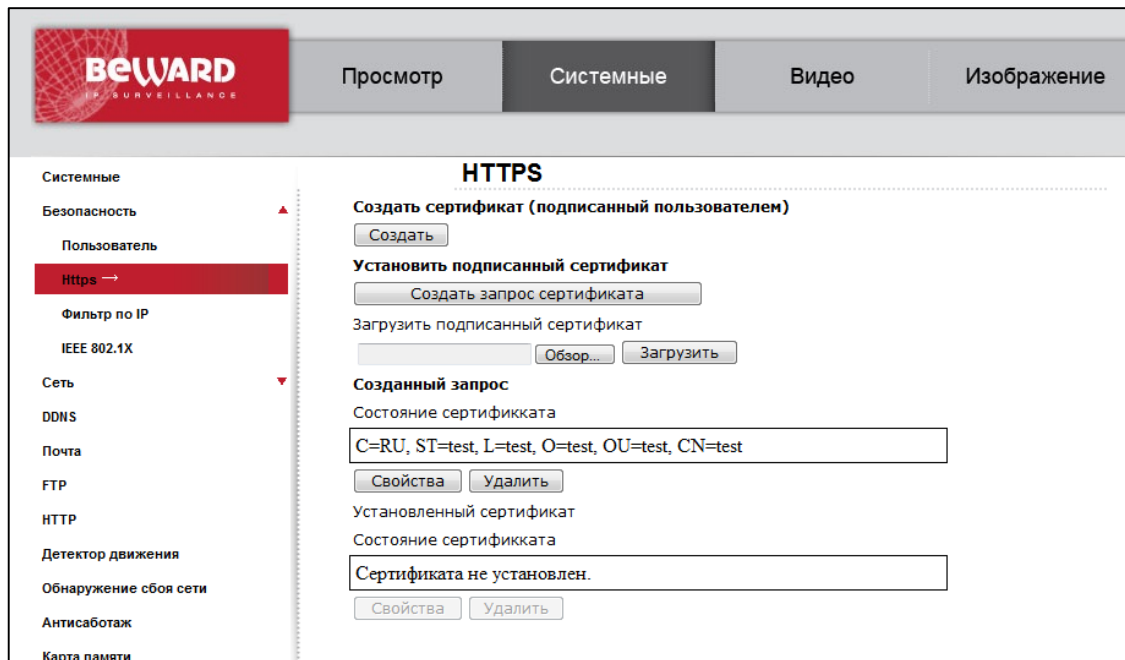 BEWARD
IP SURVEILLANCE
Просмотр
Системные
Видео
Изображение
Системные
Безопасность
Пользователь
Https →
Фильтр по IP
IEEE 802.1X
Сеть
DDNS
Почта
FTP
HTTP
Детектор движения
Обнаружение сбоя сети
Антисаботаж
Карта памяти
HTTPS
Создать сертификат (подписанный пользователем)
Создать
Установить подписанный сертификат
Создать запрос сертификата
Загрузить подписанный сертификат
Обзор... Загрузить
Созданный запрос
Состояние сертификката
C=RU, ST=test, L=test, O=test, OU=test, CN=test
Свойства Удалить
Установленный сертификат
Состояние сертификката
Сертификата не установлен.
Свойства Удалить